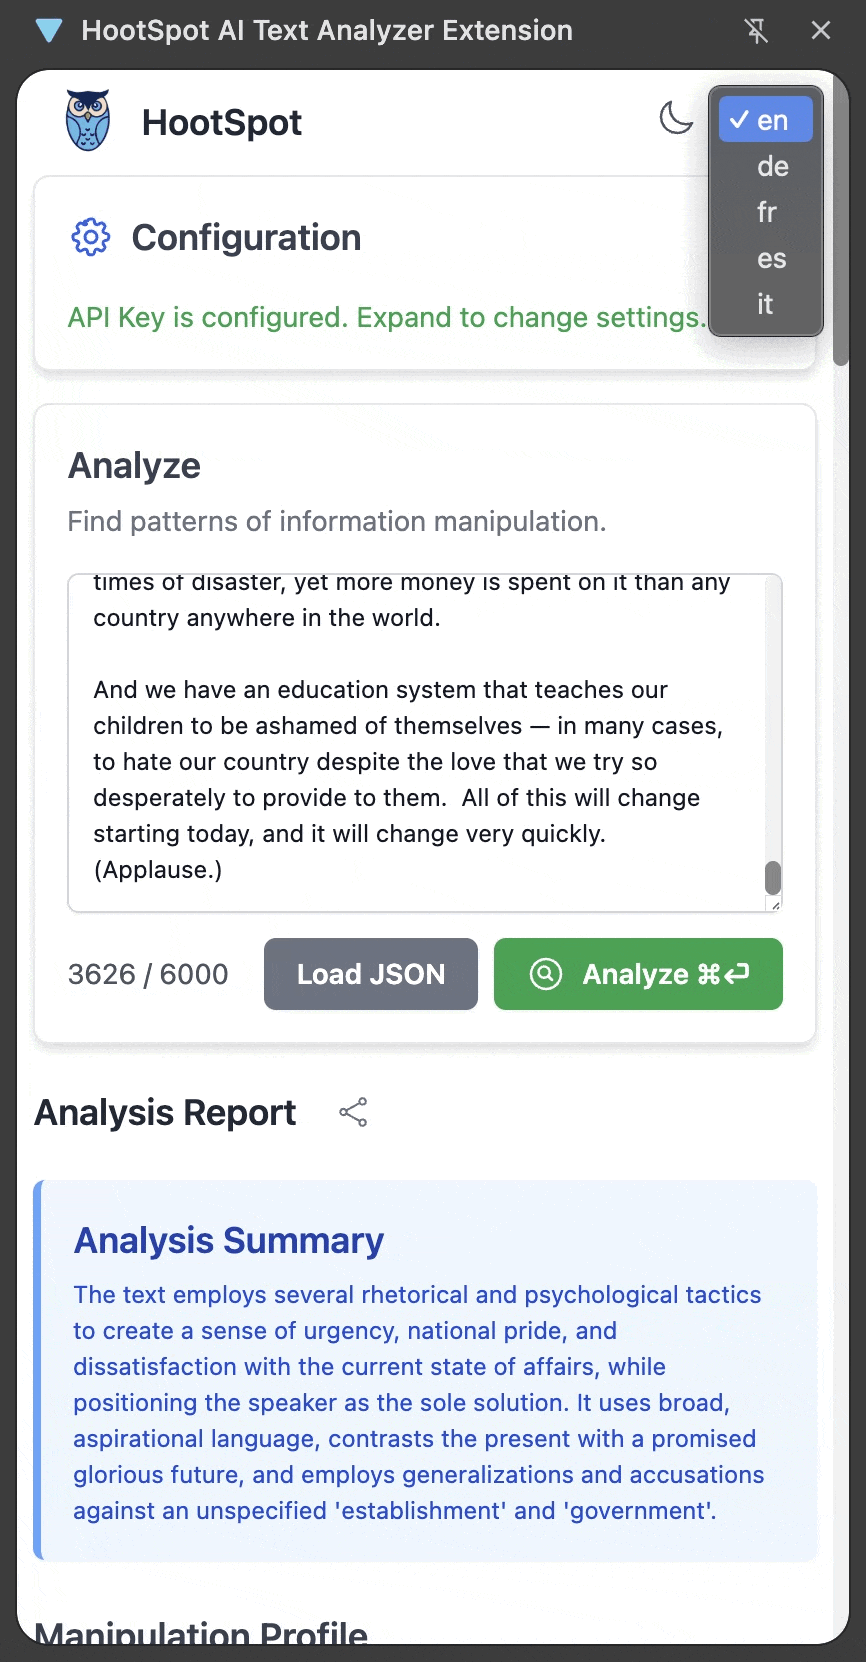 HootSpot AI Text Analyzer Extension
HootSpot
✓ en
de
fr
es
it
Configuration
API Key is configured. Expand to change settings.
Analyze
Find patterns of information manipulation.
times of disaster, yet more money is spent on it than any
country anywhere in the world.
And we have an education system that teaches our
children to be ashamed of themselves — in many cases,
to hate our country despite the love that we try so
desperately to provide to them.  All of this will change
starting today, and it will change very quickly.
(Applause.)
3626 / 6000
Load JSON
Analyze ⌘↵
Analysis Report
Analysis Summary
The text employs several rhetorical and psychological tactics
to create a sense of urgency, national pride, and
dissatisfaction with the current state of affairs, while
positioning the speaker as the sole solution. It uses broad,
aspirational language, contrasts the present with a promised
glorious future, and employs generalizations and accusations
against an unspecified 'establishment' and 'government'.
Manipulation Profile